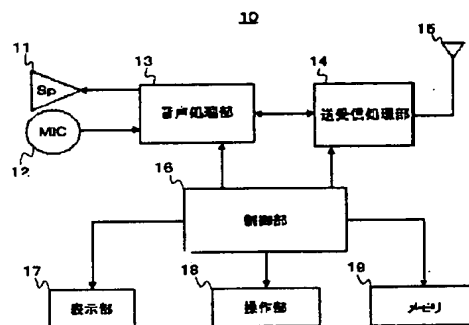 10
11
13
14
15
Sp
MIC
音声処理部
送受信処理部
12
16
制御部
17
18
19
表示部
操作部
メモリ